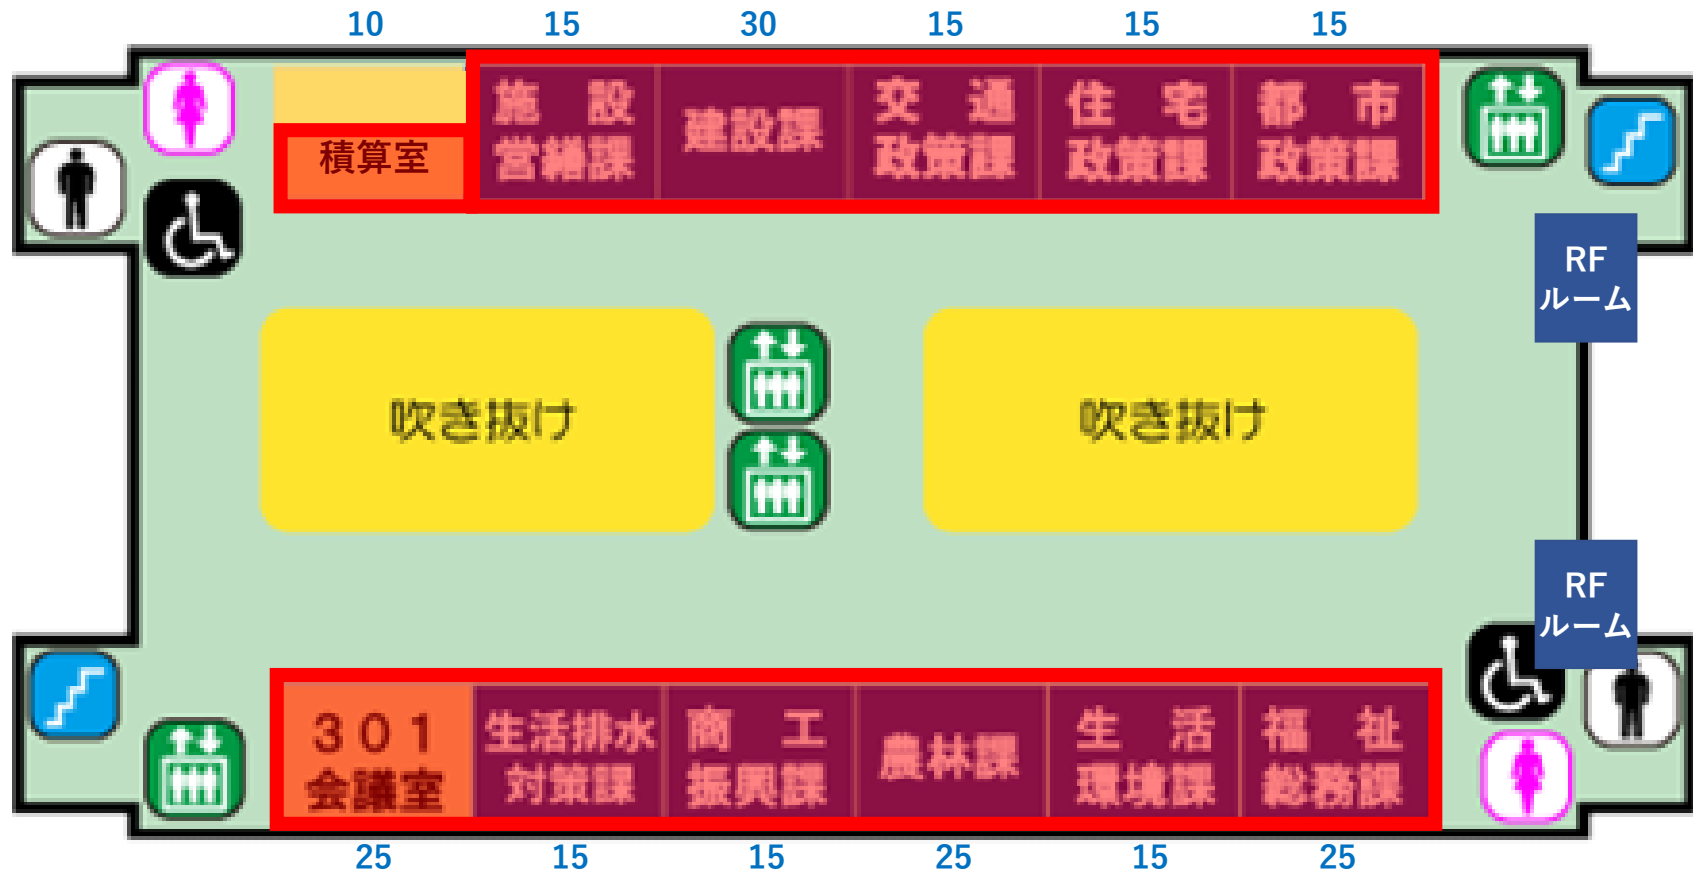 10 15 30 15 15 15
積算室
施 設
営繕課
建設課
交 通
政策課
住 宅
政策課
都 市
政策課
RF
ルーム
吹き抜け
吹き抜け
RF
ルーム
301
会議室
生活排水
対策課
商 工
振興課
農林課
生 活
環境課
福 祉
総務課
25 15 15 25 15 25